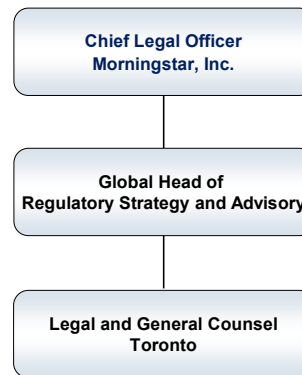 Chief Legal Officer
Morningstar, Inc.
Global Head of
Regulatory Strategy and Advisory
Legal and General Counsel
Toronto